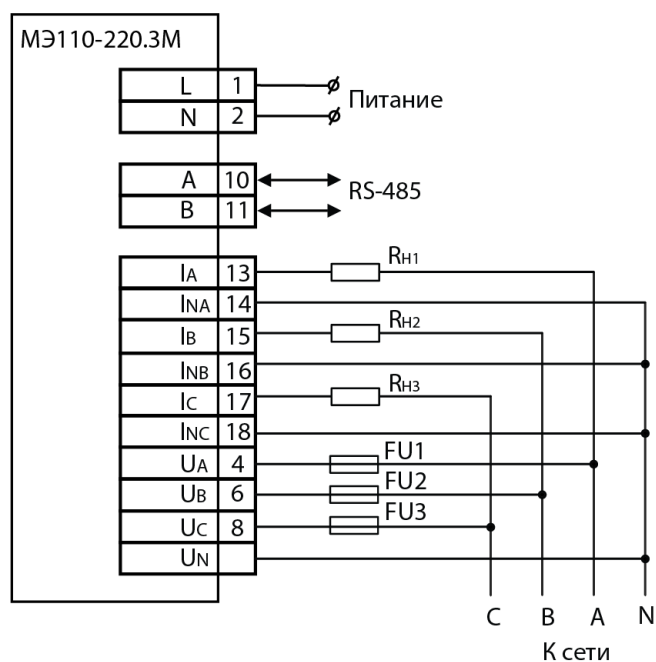 МЭ110-220.3М
L 1
N 2
Питание
A 10
B 11
RS-485
IA 13 RН1
INA 14
IB 15 RН2
INB 16
IC 17 RН3
INC 18
UA 4 FU1
UB 6 FU2
UC 8 FU3
UN
C B A N
К сети